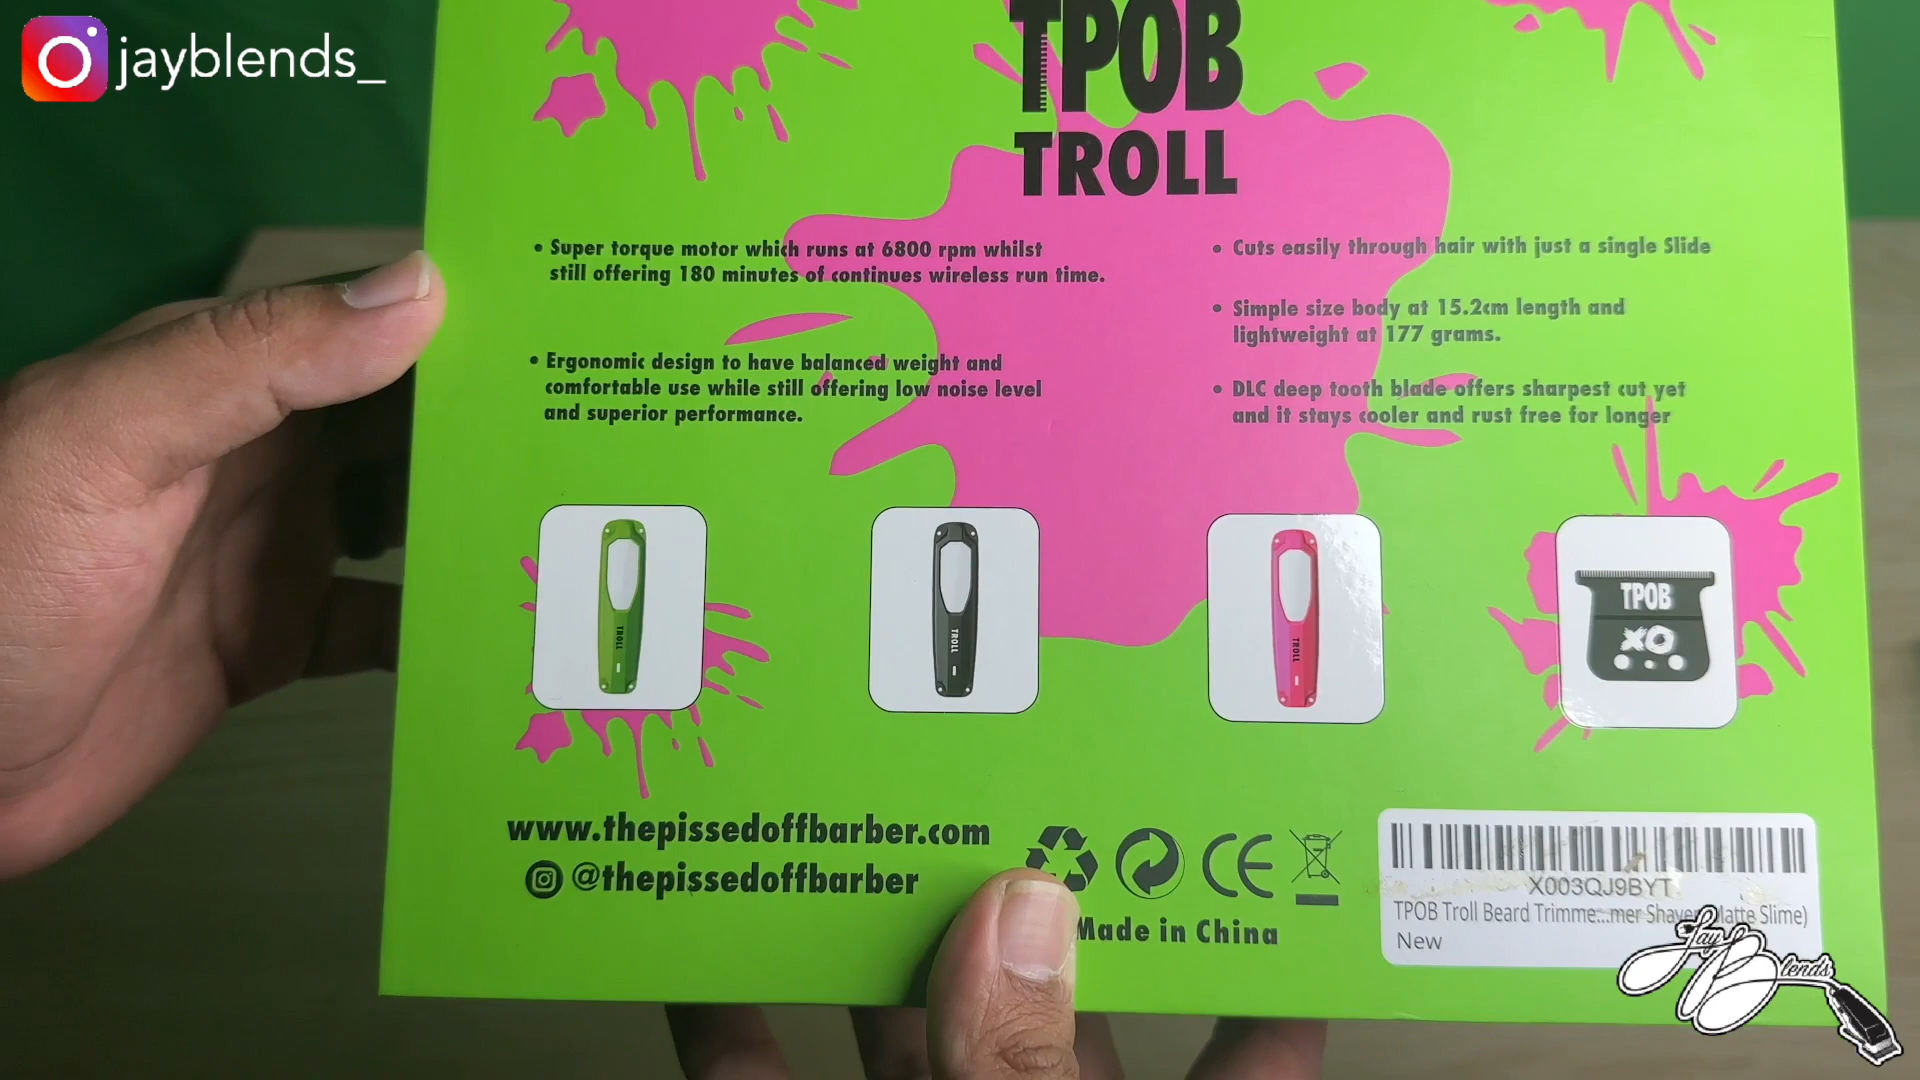 jayblends_
TPOB
TROLL
• Super torque motor which runs at 6800 rpm whilst
still offering 180 minutes of continues wireless run time.
• Ergonomic design to have balanced weight and
comfortable use while still offering low noise level
and superior performance.
• Cuts easily through hair with just a single Slide
• Simple size body at 15.2cm length and
lightweight at 177 grams.
• DLC deep tooth blade offers sharpest cut yet
and it stays cooler and rust free for longer
TROLL
TROLL
TROLL
TPOB
XO
www.thepissedoffbarber.com
@thepissedoffbarber
CE
Made in China
X003QJ9BYT
TPOB Troll Beard Trimme...mer Shaver (Matte Slime)
New
Jay Blends